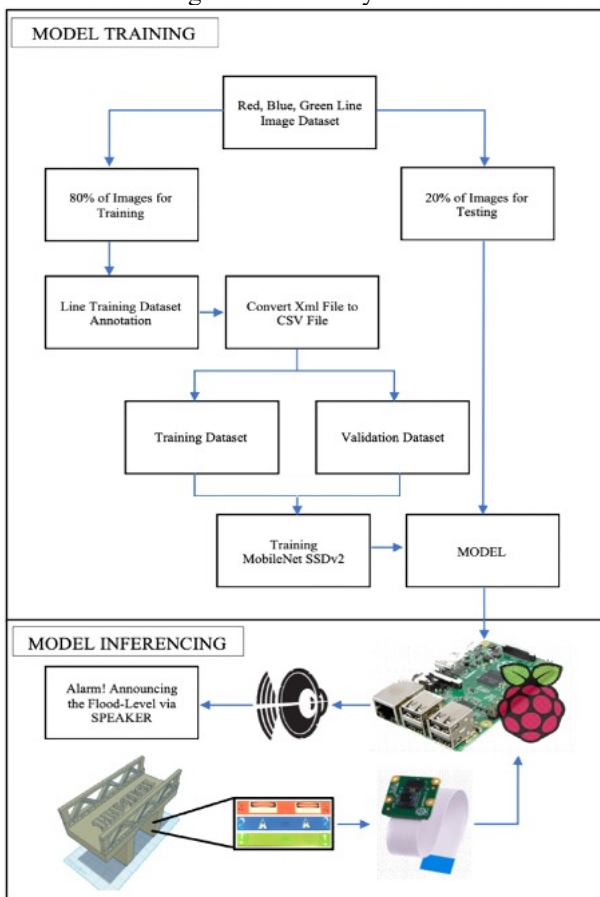 MODEL TRAINING
Red, Blue, Green Line
Image Dataset
80% of Images for
Training
20% of Images for
Testing
Line Training Dataset
Annotation
Convert Xml File to
CSV File
Training Dataset
Validation Dataset
Training
MobileNet SSDv2
MODEL
MODEL INFERENCING
Alarm! Announcing
the Flood-Level via
SPEAKER